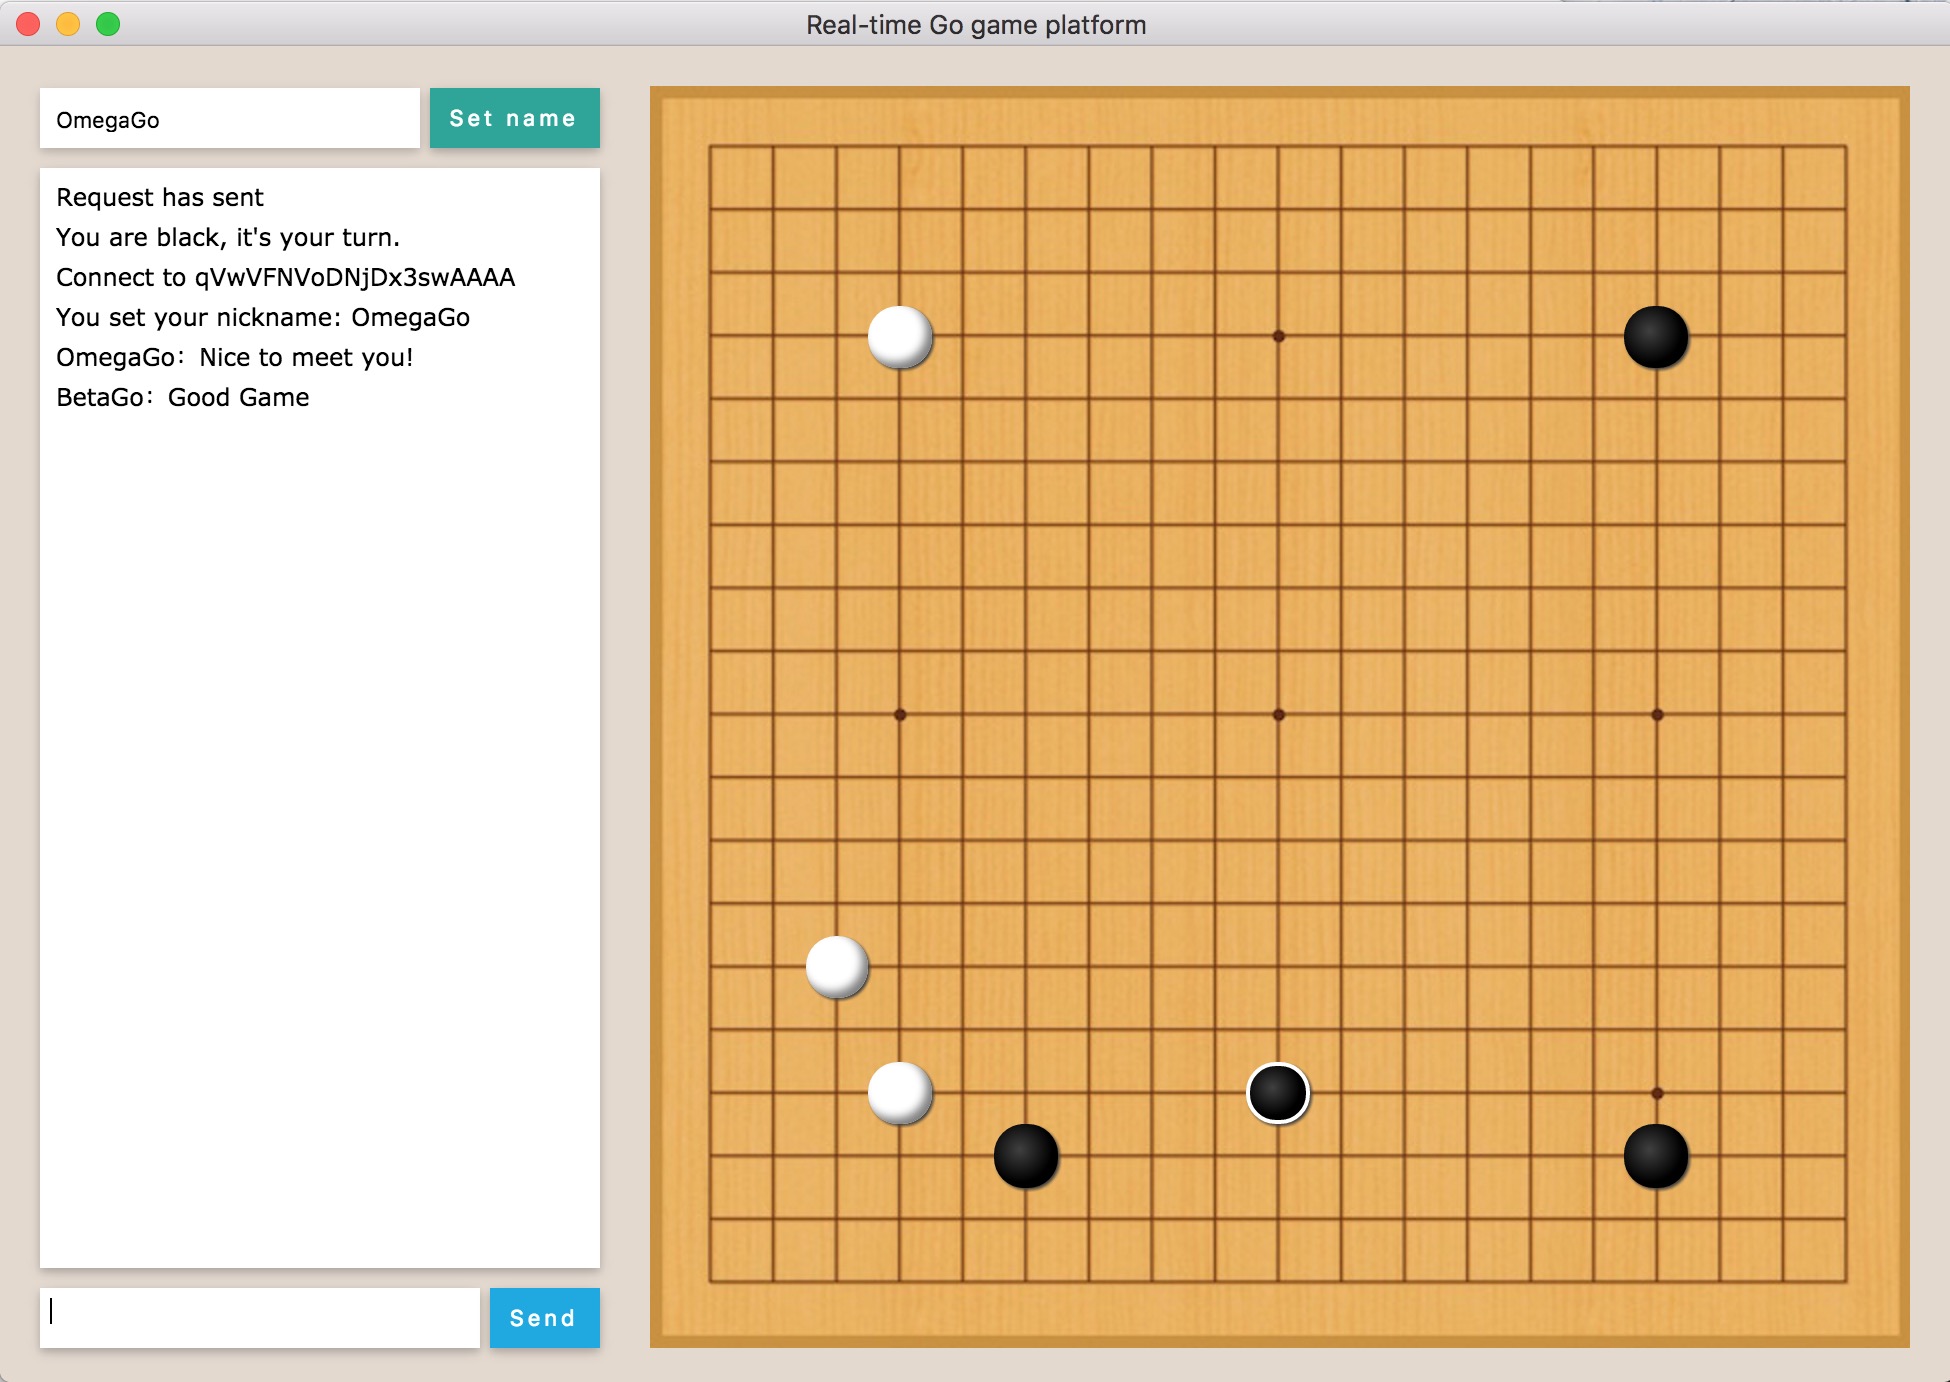 Real-time Go game platform
OmegaGo
Set name
Request has sent
You are black, it's your turn.
Connect to qVwVFNVoDNjDx3swAAAA
You set your nickname: OmegaGo
OmegaGo: Nice to meet you!
BetaGo: Good Game
Send